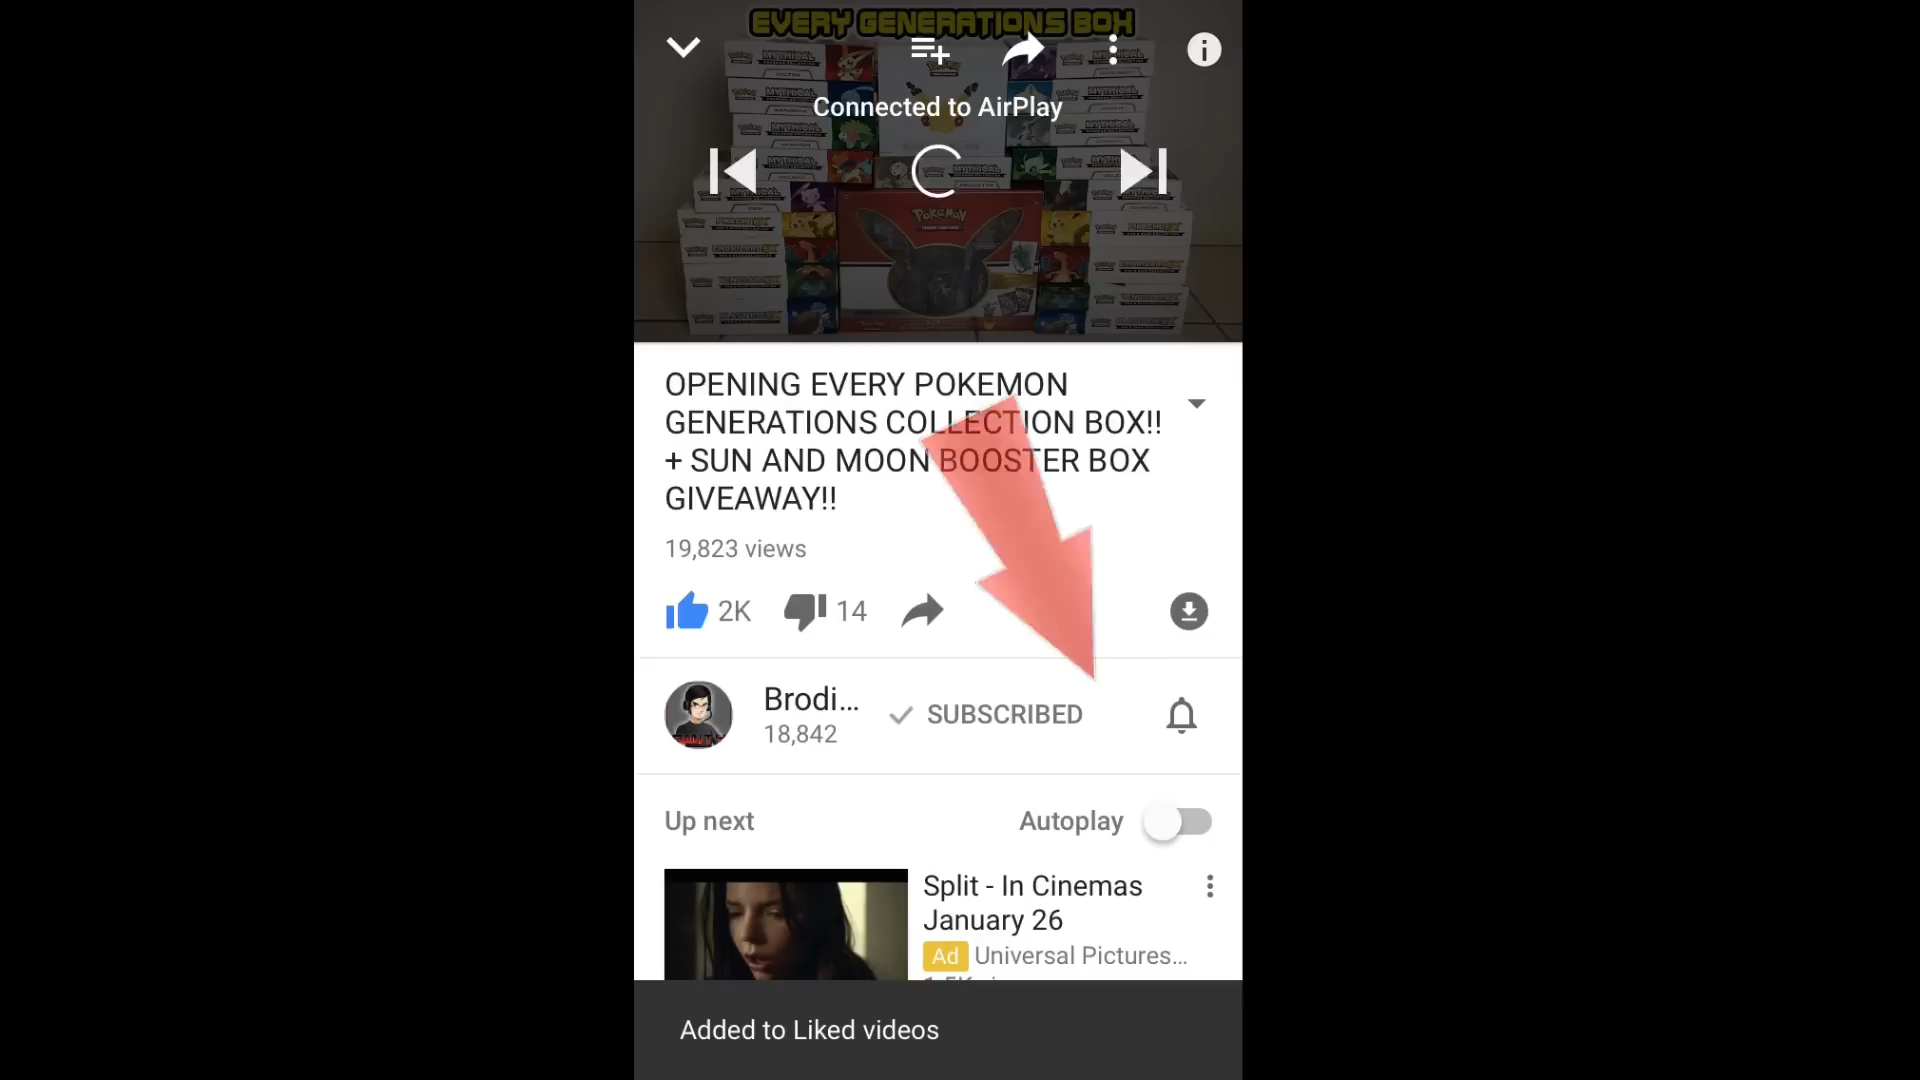 EVERY GENERATIONS BOX
Connected to AirPlay
POKéMON
OPENING EVERY POKEMON
GENERATIONS COLLECTION BOX!!
+ SUN AND MOON BOOSTER BOX
GIVEAWAY!!
19,823 views
2K
14
Brodi...
18,842
SUBSCRIBED
Up next
Autoplay
Split - In Cinemas
January 26
Ad
Universal Pictures...
Added to Liked videos